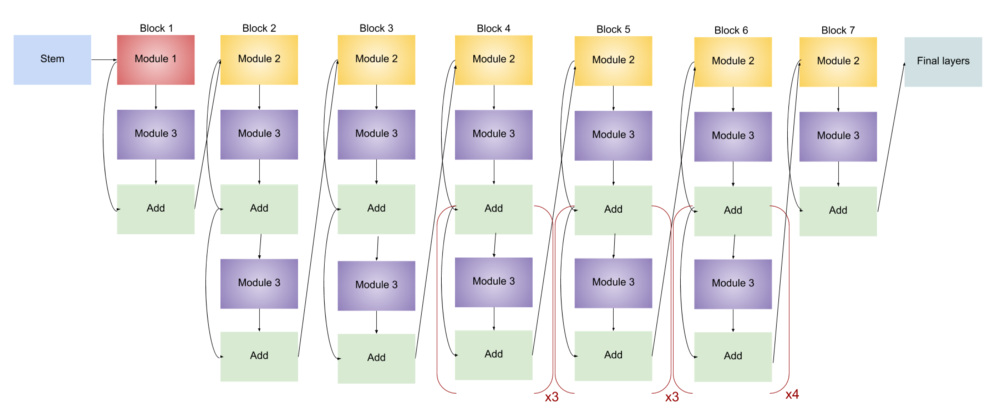 Block 1
Block 2
Block 3
Block 4
Block 5
Block 6
Block 7
Stem
Module 1
Module 2
Module 2
Module 2
Module 2
Module 2
Module 2
Final layers
Module 3
Module 3
Module 3
Module 3
Module 3
Module 3
Module 3
Add
Add
Add
Add
Add
Add
Add
Module 3
Module 3
Module 3
Module 3
Module 3
Add
Add
Add
Add
Add
x3
x3
x4